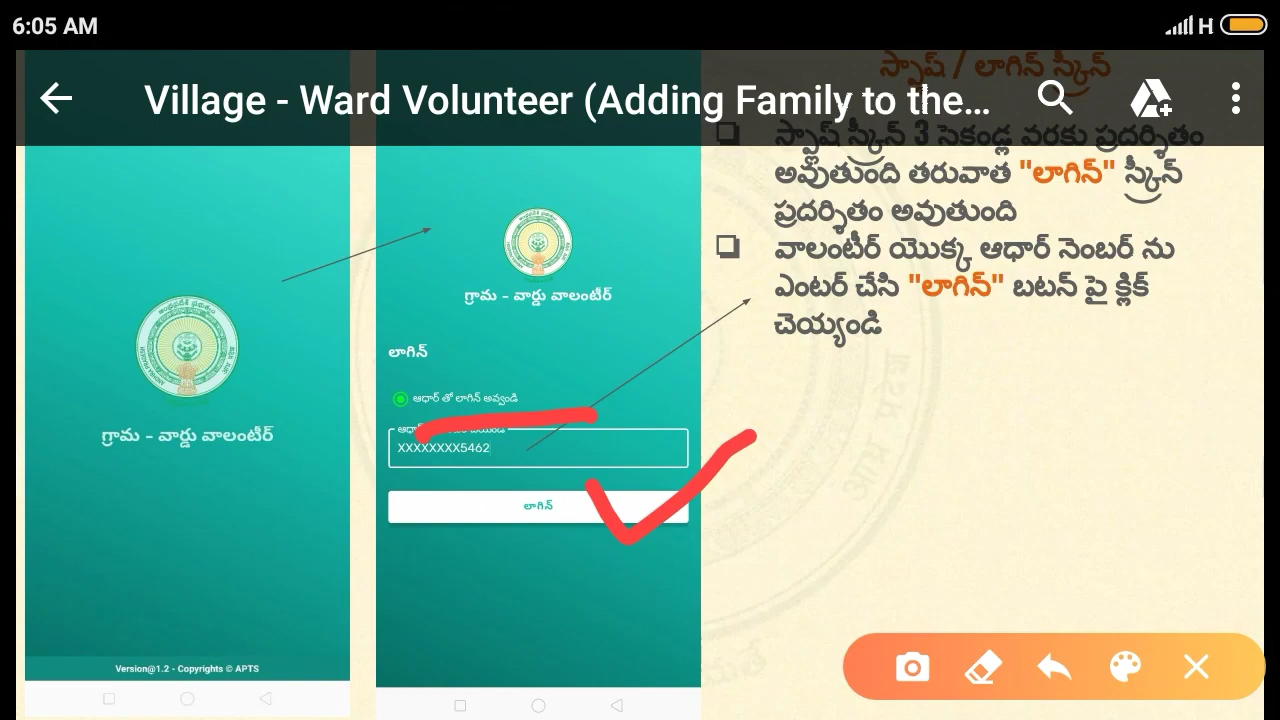 6:05 AM
H
Village - Ward Volunteer (Adding Family to the...
స్ప్లాష్ / లాగిన్ స్క్రీన్
స్ప్లాష్ స్క్రీన్ 3 సెకండ్ల వరకు ప్రదర్శితం
అవుతుంది తరువాత "లాగిన్" స్క్రీన్
ప్రదర్శితం అవుతుంది
వాలంటీర్ యొక్క ఆధార్ నెంబర్ ను
ఎంటర్ చేసి "లాగిన్" బటన్ పై క్లిక్
చెయ్యండి
గ్రామ - వార్డు వాలంటీర్
Version@1.2 - Copyrights © APTS
గ్రామ - వార్డు వాలంటీర్
లాగిన్
ఆధార్ తో లాగిన్ అవ్వండి
XXXXXXXX5462
లాగిన్